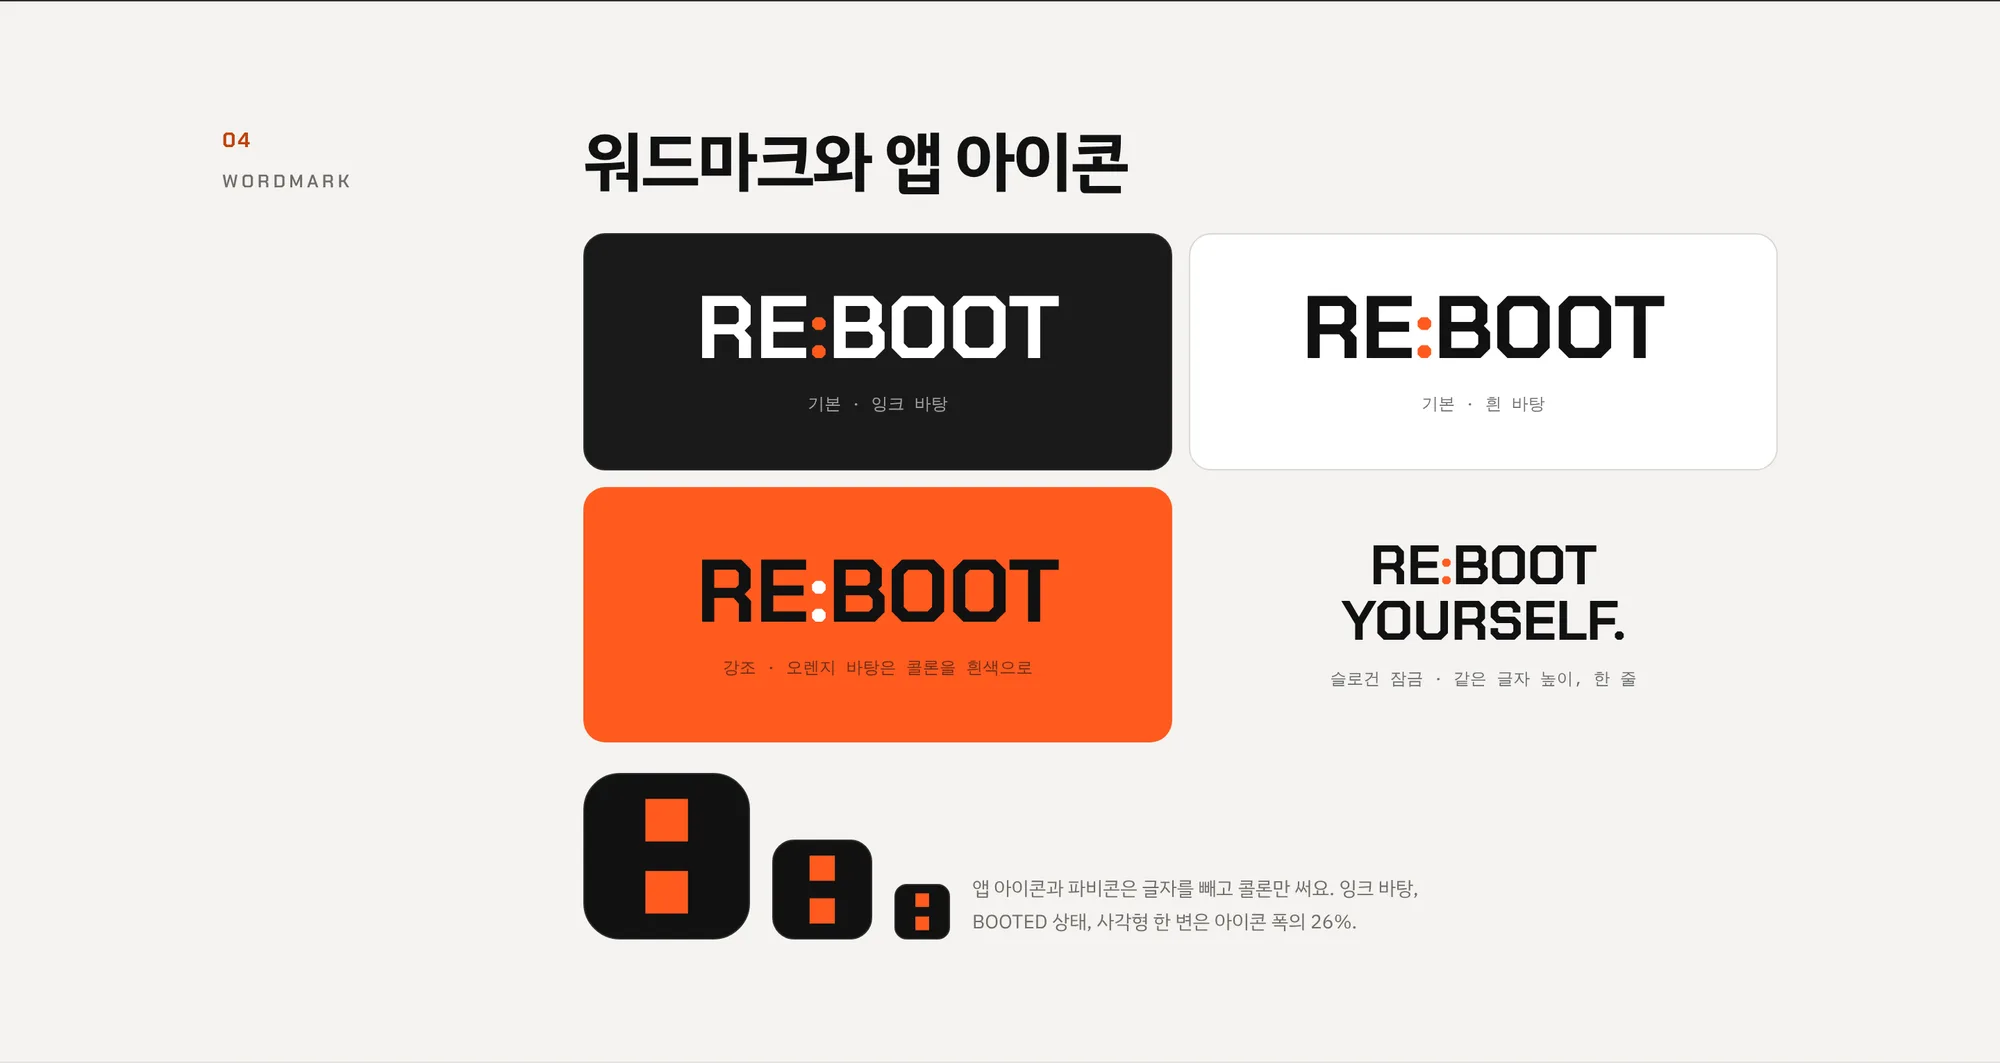 04
WORDMARK
워드마크와 앱 아이콘
RE:BOOT
기본 · 잉크 바탕
RE:BOOT
기본 · 흰 바탕
RE:BOOT
강조 · 오렌지 바탕은 콜론을 흰색으로
RE:BOOT
YOURSELF.
슬로건 잠금 · 같은 글자 높이, 한 줄
앱 아이콘과 파비콘은 글자를 빼고 콜론만 써요. 잉크 바탕,
BOOTED 상태, 사각형 한 변은 아이콘 폭의 26%.